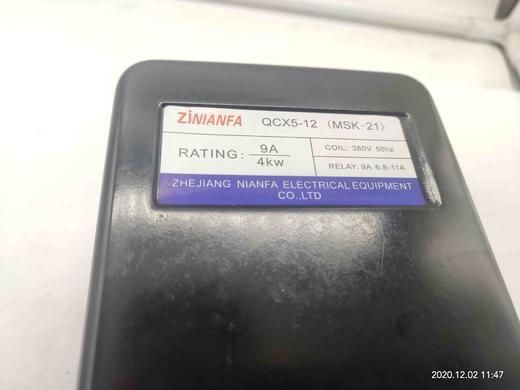 ZiNIANFA QCX5-12 (MSK-21)
RATING: 9A
4kw
COIL: 380V 50hz
RELAY: 9A 6.8-11A
ZHEJIANG NIANFA ELECTRICAL EQUIPMENT
CO.,LTD
2020.12.02 11:47